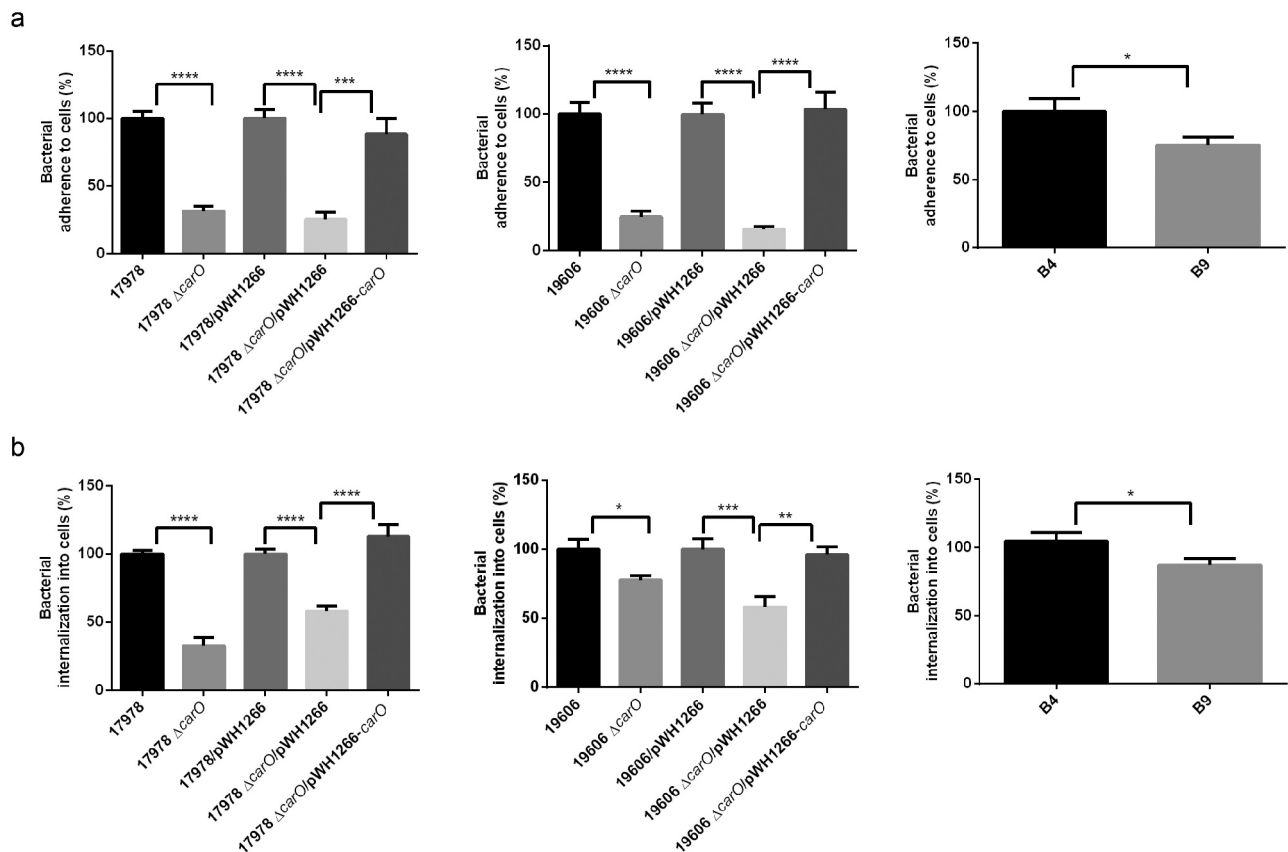 a
Bacterial
adherence to cells (%)
150
100
50
0
****
****
***
17978
17978 ΔcarO
17978/pWH1266
17978 ΔcarO/pWH1266
17978 ΔcarO/pWH1266-carO
Bacterial
adherence to cells (%)
150
100
50
0
****
****
****
19606
19606 ΔcarO
19606/pWH1266
19606 ΔcarO/pWH1266
19606 ΔcarO/pWH1266-carO
Bacterial
adherence to cells (%)
150
100
50
0
*
B4
B9
b
Bacterial
internalization into cells (%)
150
100
50
0
****
****
****
17978
17978 ΔcarO
17978/pWH1266
17978 ΔcarO/pWH1266
17978 ΔcarO/pWH1266-carO
Bacterial
internalization into cells (%)
150
100
50
0
*
***
**
19606
19606 ΔcarO
19606/pWH1266
19606 ΔcarO/pWH1266
19606 ΔcarO/pWH1266-carO
Bacterial
internalization into cells (%)
150
100
50
0
*
B4
B9